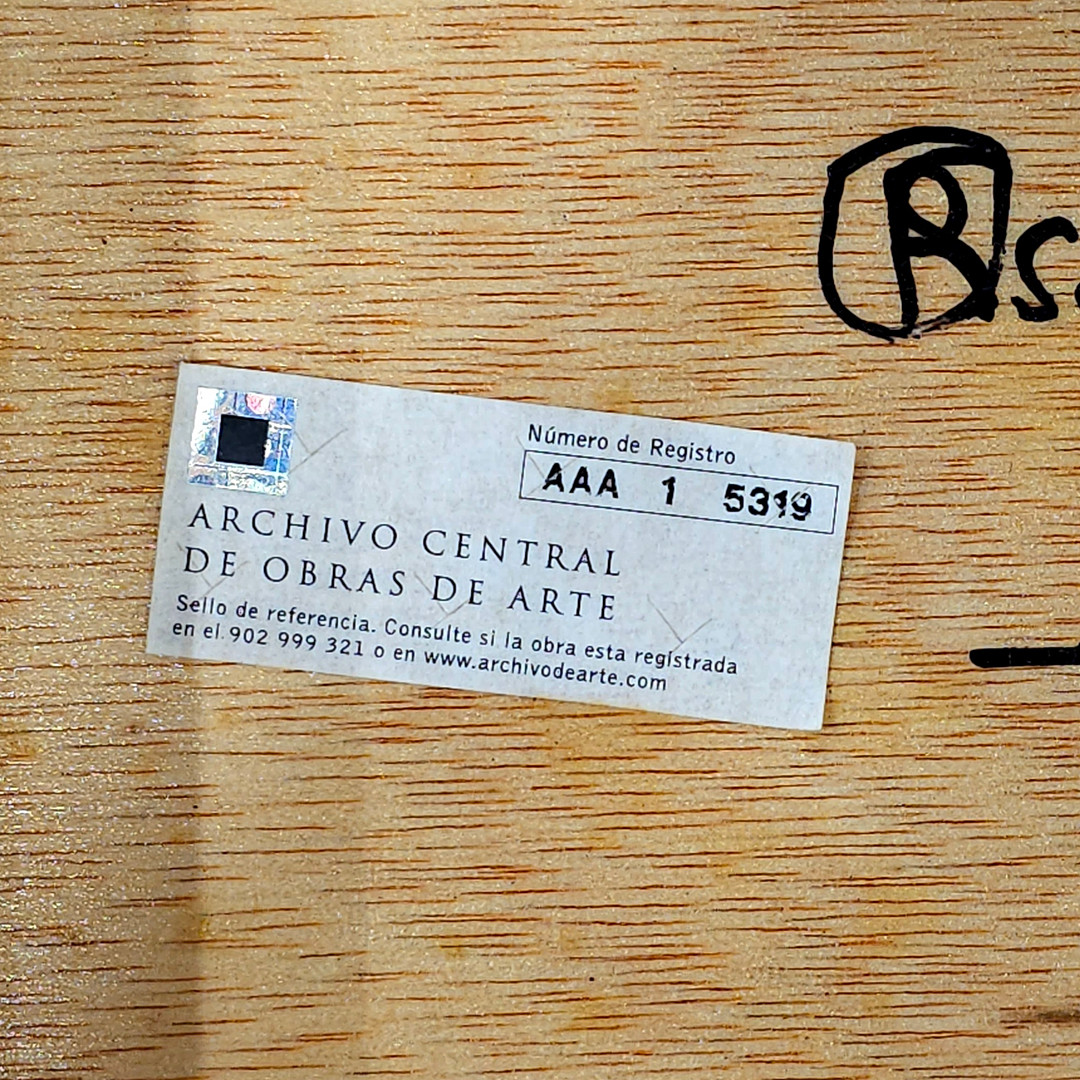 Ⓡs
Número de Registro
AAA 1 5319
ARCHIVO CENTRAL
DE OBRAS DE ARTE
Sello de referencia. Consulte si la obra esta registrada
en el 902 999 321 o en www.archivodearte.com